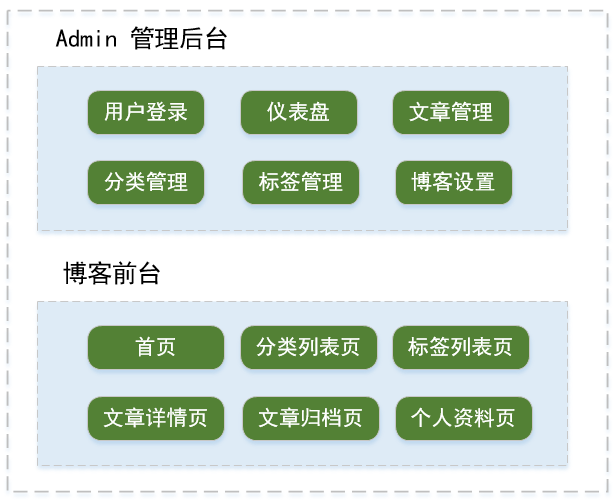 Admin 管理后台
用户登录 仪表盘 文章管理
分类管理 标签管理 博客设置
博客前台
首页 分类列表页 标签列表页
文章详情页 文章归档页 个人资料页